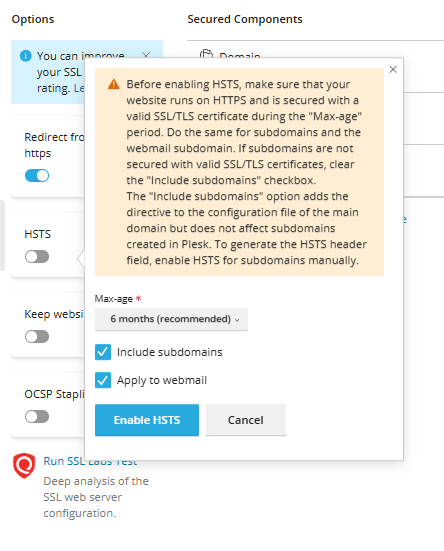 Options
Secured Components
You can improve
your SSL
rating. Le
Domain
Redirect fro
https
HSTS
Keep websi
OCSP Stapli
Before enabling HSTS, make sure that your
website runs on HTTPS and is secured with a
valid SSL/TLS certificate during the "Max-age"
period. Do the same for subdomains and the
webmail subdomain. If subdomains are not
secured with valid SSL/TLS certificates, clear
the "Include subdomains" checkbox.
The "Include subdomains" option adds the
directive to the configuration file of the main
domain but does not affect subdomains
created in Plesk. To generate the HSTS header
field, enable HSTS for subdomains manually.
Max-age *
6 months (recommended)
Include subdomains
Apply to webmail
Enable HSTS
Cancel
Run SSL Labs Test
Deep analysis of the
SSL web server
configuration.